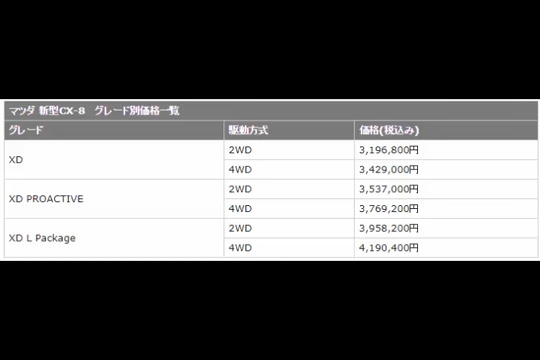 マツダ 新型CX-8 グレード別価格一覧
グレード 駆動方式 価格(税込み)
XD 2WD 3,196,800円
4WD 3,429,000円
XD PROACTIVE 2WD 3,537,000円
4WD 3,769,200円
XD L Package 2WD 3,958,200円
4WD 4,190,400円